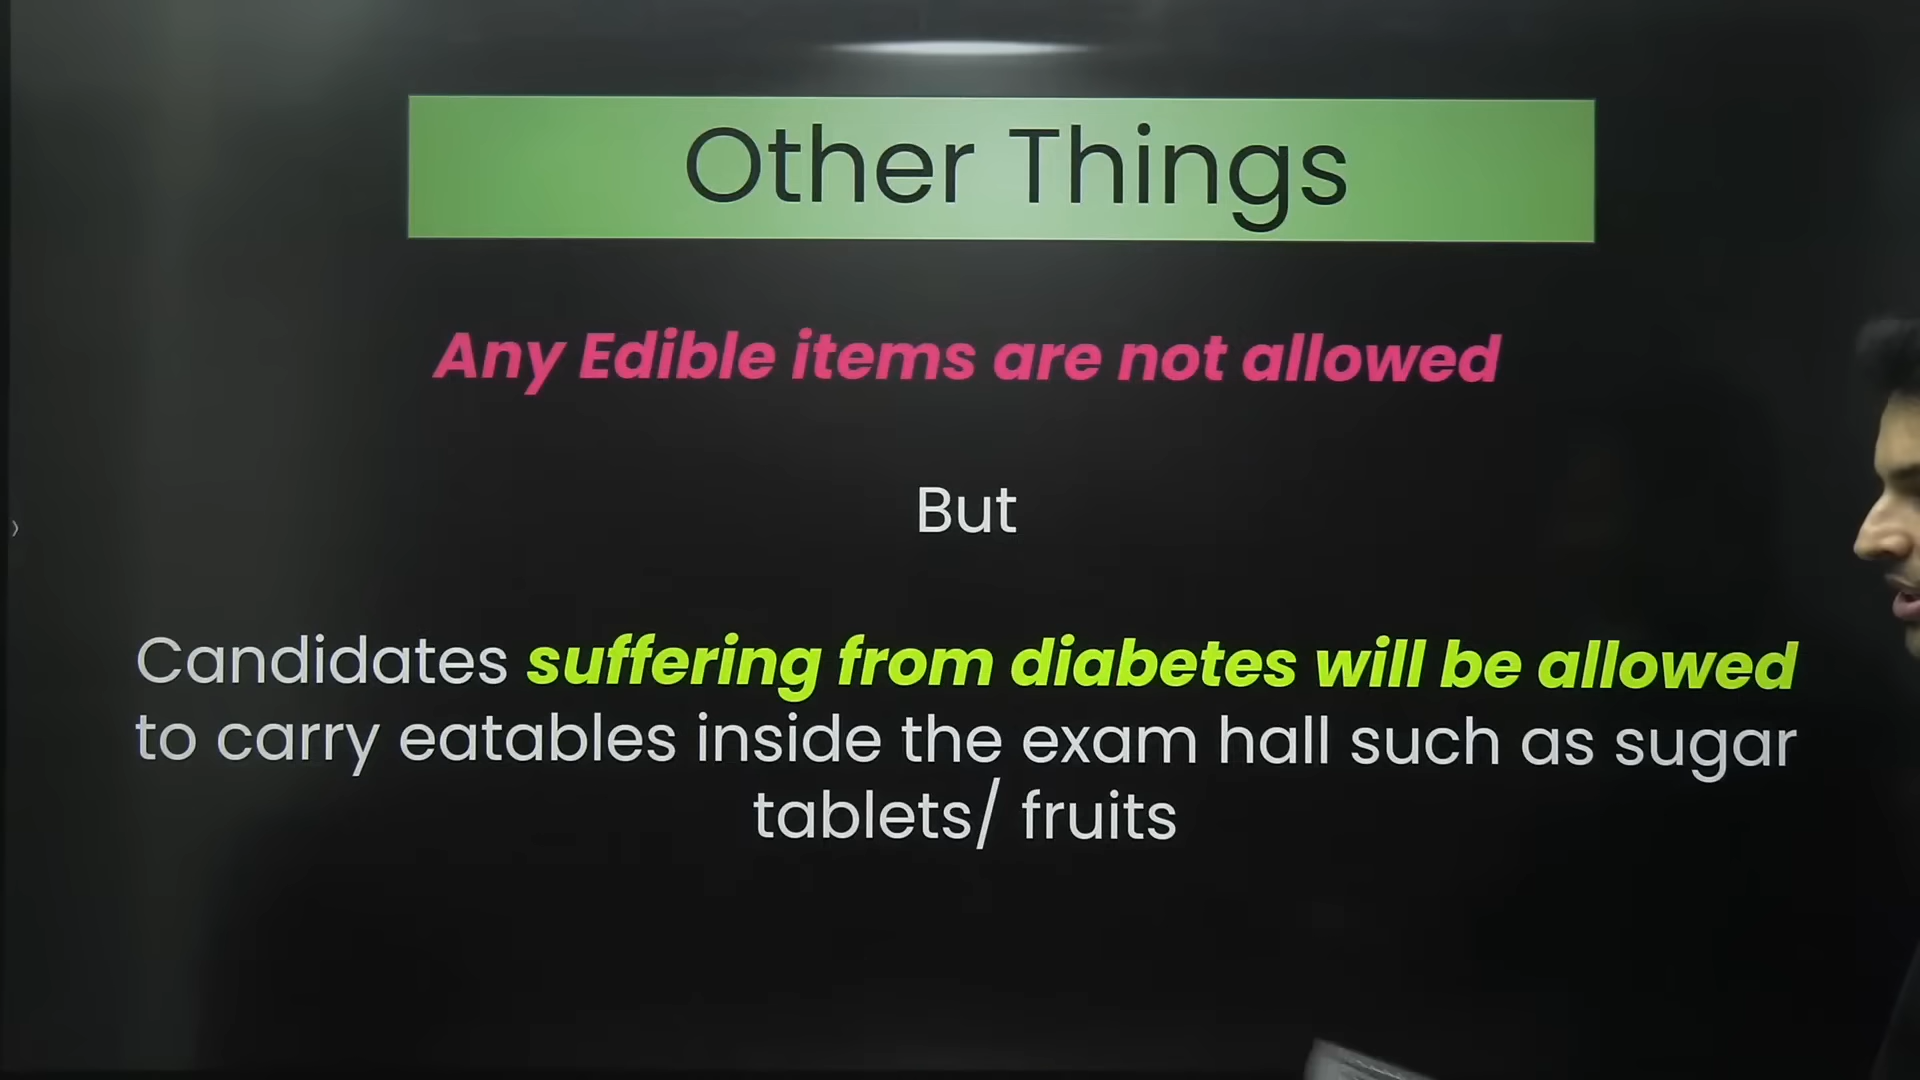 Other Things
Any Edible items are not allowed
But
Candidates suffering from diabetes will be allowed
to carry eatables inside the exam hall such as sugar
tablets/ fruits